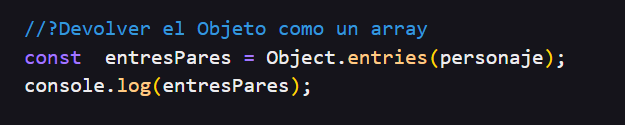 //?Devolver el Objeto como un array
const  entresPares = Object.entries(personaje);
console.log(entresPares);